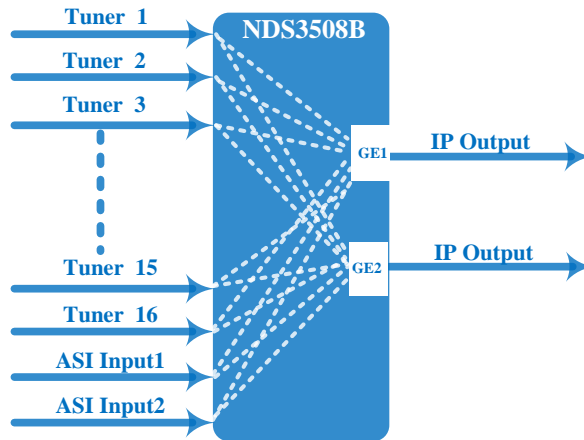 Tuner 1
NDS3508B
Tuner 2
Tuner 3
GE1
IP Output
IP Output
GE2
Tuner 15
Tuner 16
ASI Input1
ASI Input2